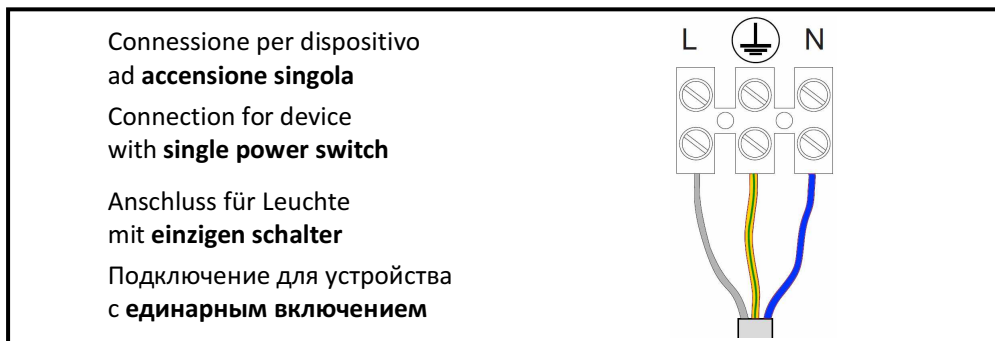 Connessione per dispositivo
ad accensione singola
Connection for device
with single power switch
Anschluss für Leuchte
mit einzigen schalter
Подключение для устройства
с единарным включением
L N